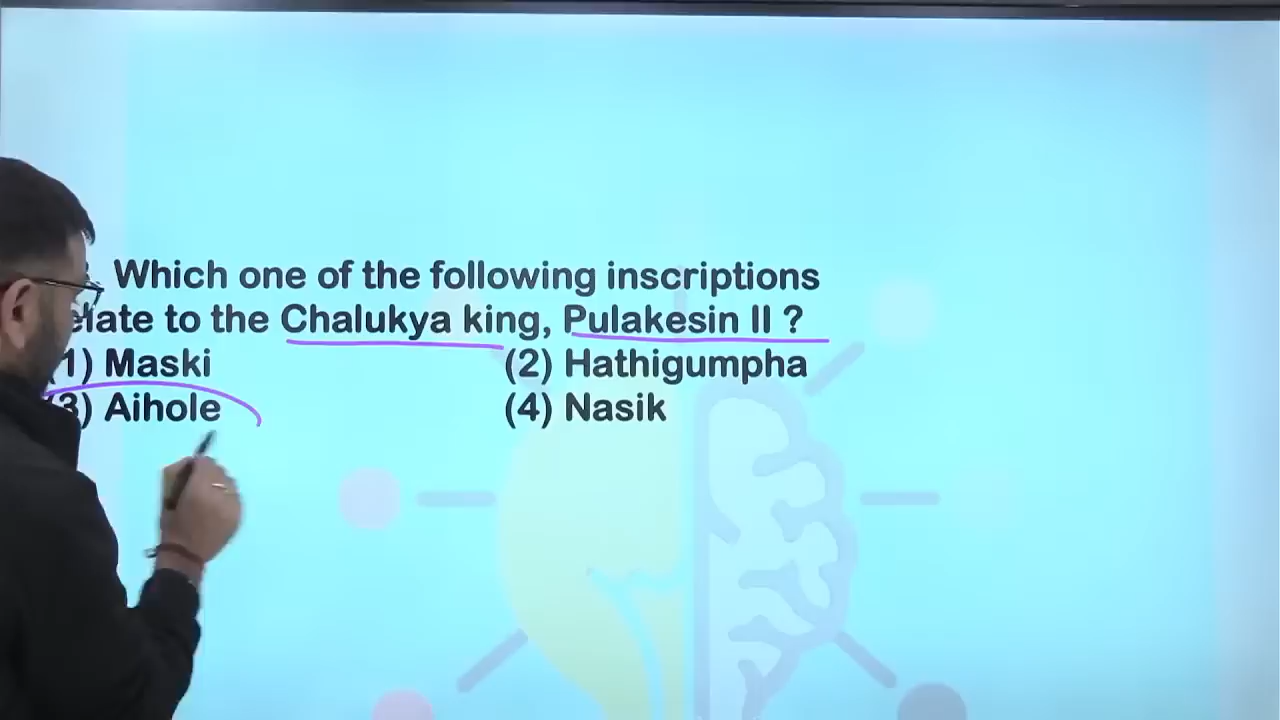 Which one of the following inscriptions
elate to the Chalukya king, Pulakesin II ?
1) Maski (2) Hathigumpha
3) Aihole (4) Nasik